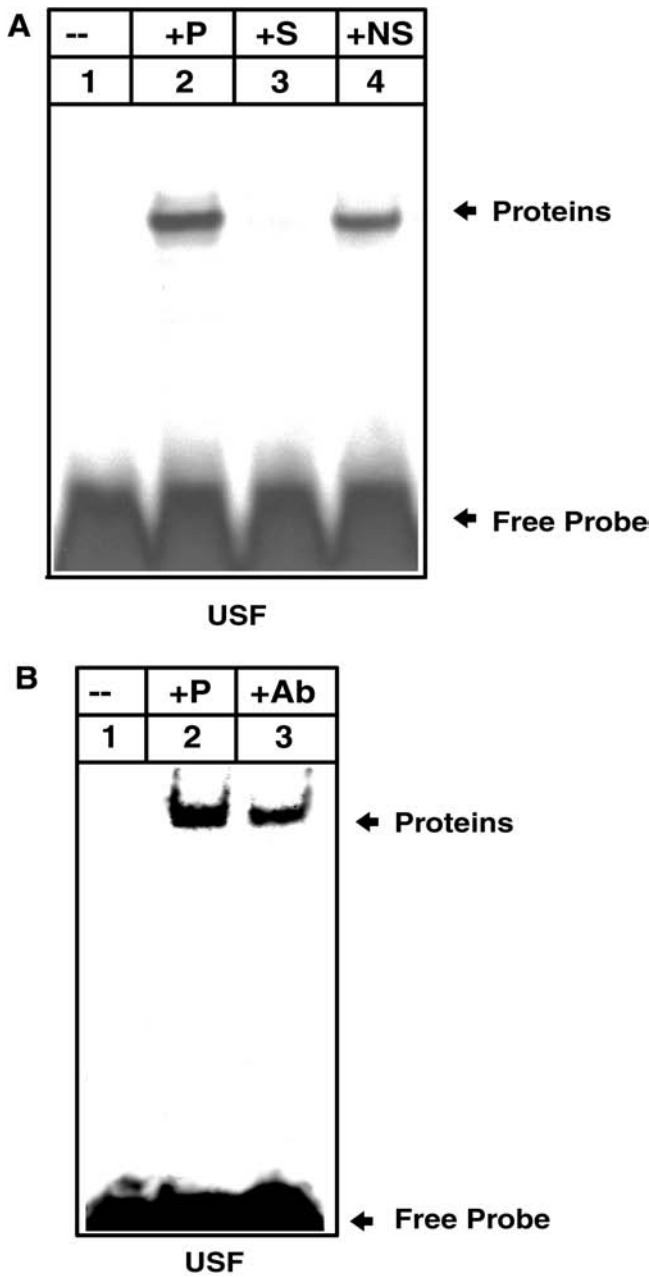 A
-- +P +S +NS
1 2 3 4
Proteins
Free Probe
USF
B
-- +P +Ab
1 2 3
Proteins
Free Probe
USF